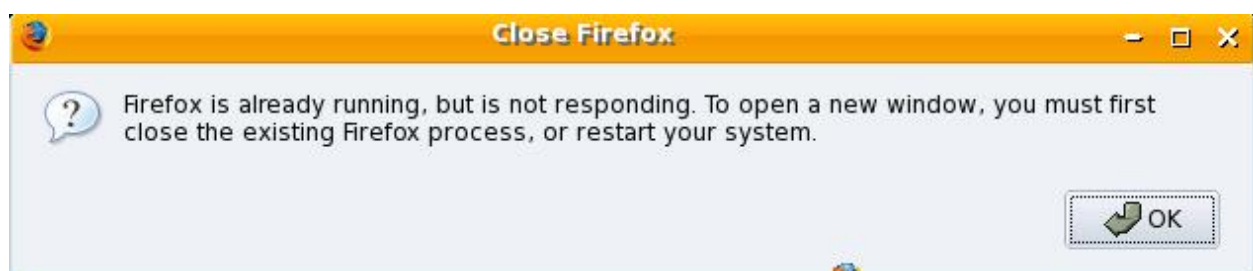 Close Firefox
Firefox is already running, but is not responding. To open a new window, you must first
close the existing Firefox process, or restart your system.
OK